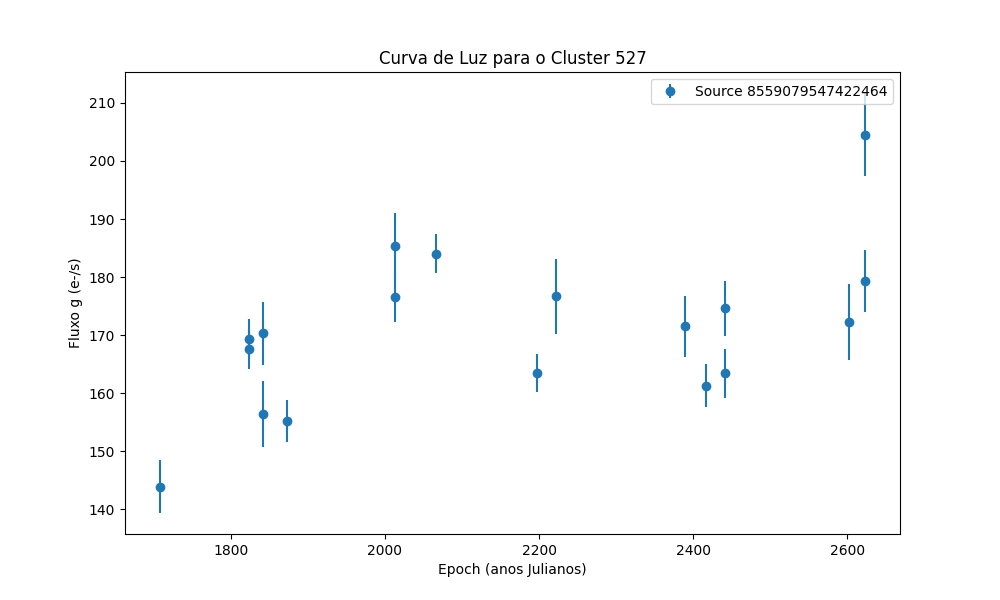 Curva de Luz para o Cluster 527
Source 8559079547422464
210
200
190
180
170
160
150
140
Fluxo g (e-/s)
1800 2000 2200 2400 2600
Epoch (anos Julianos)